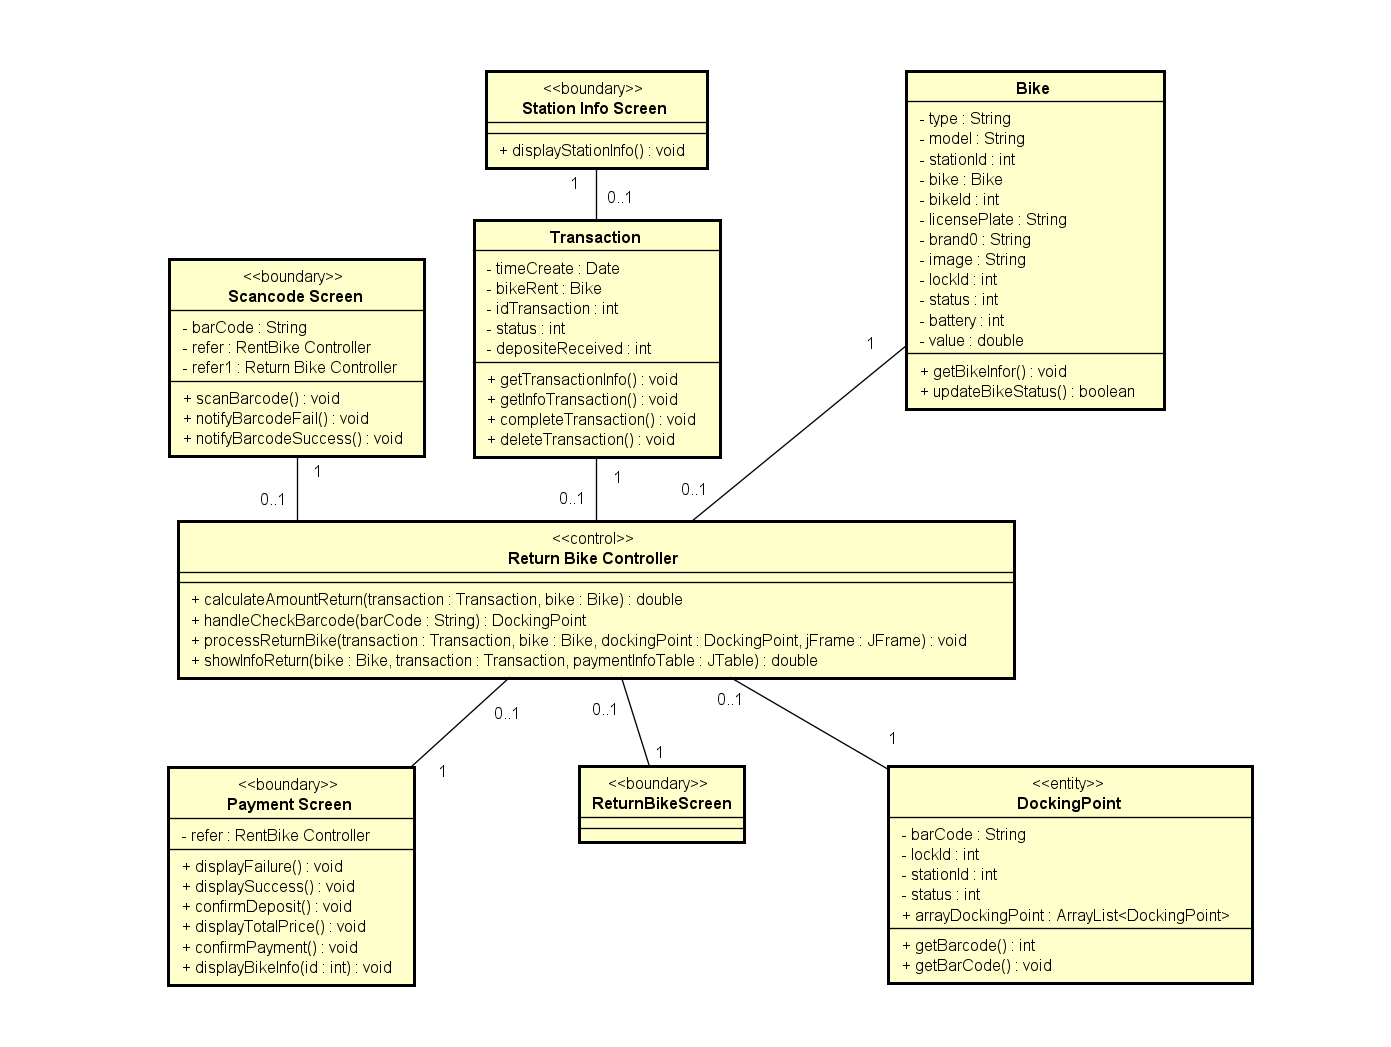 <<boundary>>
Station Info Screen
+ displayStationInfo() : void
1
0..1
Bike
- type : String
- model : String
- stationId : int
- bike : Bike
- bikeId : int
- licensePlate : String
- brand0 : String
- image : String
- lockId : int
- status : int
- battery : int
- value : double
+ getBikeInfor() : void
+ updateBikeStatus() : boolean
1
0..1
Transaction
- timeCreate : Date
- bikeRent : Bike
- idTransaction : int
- status : int
- depositeReceived : int
+ getTransactionInfo() : void
+ getInfoTransaction() : void
+ completeTransaction() : void
+ deleteTransaction() : void
1
0..1
<<boundary>>
Scancode Screen
- barCode : String
- refer : RentBike Controller
- refer1 : Return Bike Controller
+ scanBarcode() : void
+ notifyBarcodeFail() : void
+ notifyBarcodeSuccess() : void
1
0..1
<<control>>
Return Bike Controller
+ calculateAmountReturn(transaction : Transaction, bike : Bike) : double
+ handleCheckBarcode(barCode : String) : DockingPoint
+ processReturnBike(transaction : Transaction, bike : Bike, dockingPoint : DockingPoint, jFrame : JFrame) : void
+ showInfoReturn(bike : Bike, transaction : Transaction, paymentInfoTable : JTable) : double
0..1
1
0..1
1
0..1
1
<<boundary>>
Payment Screen
- refer : RentBike Controller
+ displayFailure() : void
+ displaySuccess() : void
+ confirmDeposit() : void
+ displayTotalPrice() : void
+ confirmPayment() : void
+ displayBikeInfo(id : int) : void
<<boundary>>
ReturnBikeScreen
<<entity>>
DockingPoint
- barCode : String
- lockId : int
- stationId : int
- status : int
+ arrayDockingPoint : ArrayList<DockingPoint>
+ getBarcode() : int
+ getBarCode() : void